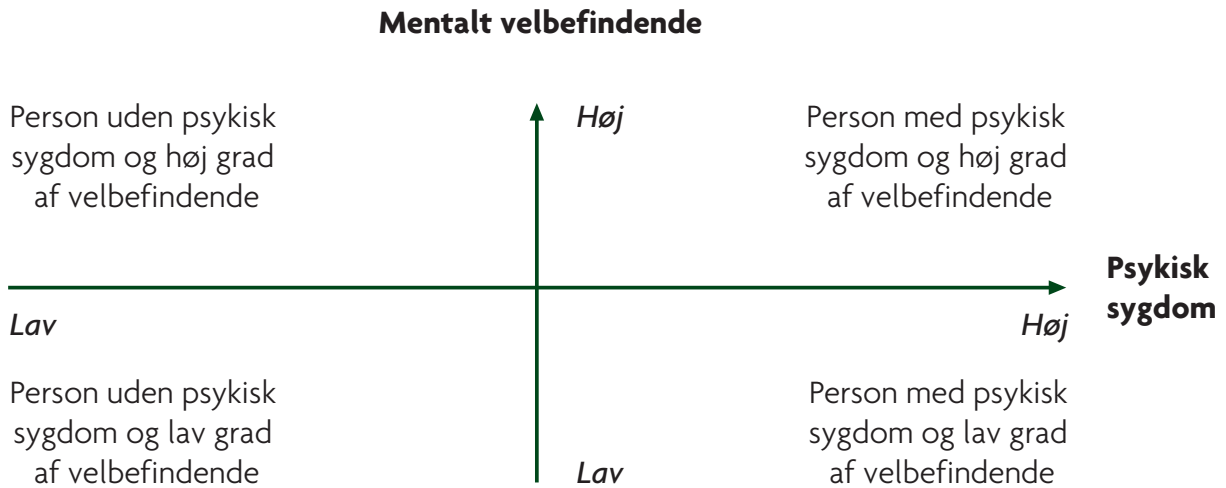 Mentalt velbefindende
Person uden psykisk
sygdom og høj grad
af velbefindende
Høj
Person med psykisk
sygdom og høj grad
af velbefindende
Psykisk
sygdom
Lav
Høj
Person uden psykisk
sygdom og lav grad
af velbefindende
Lav
Person med psykisk
sygdom og lav grad
af velbefindende